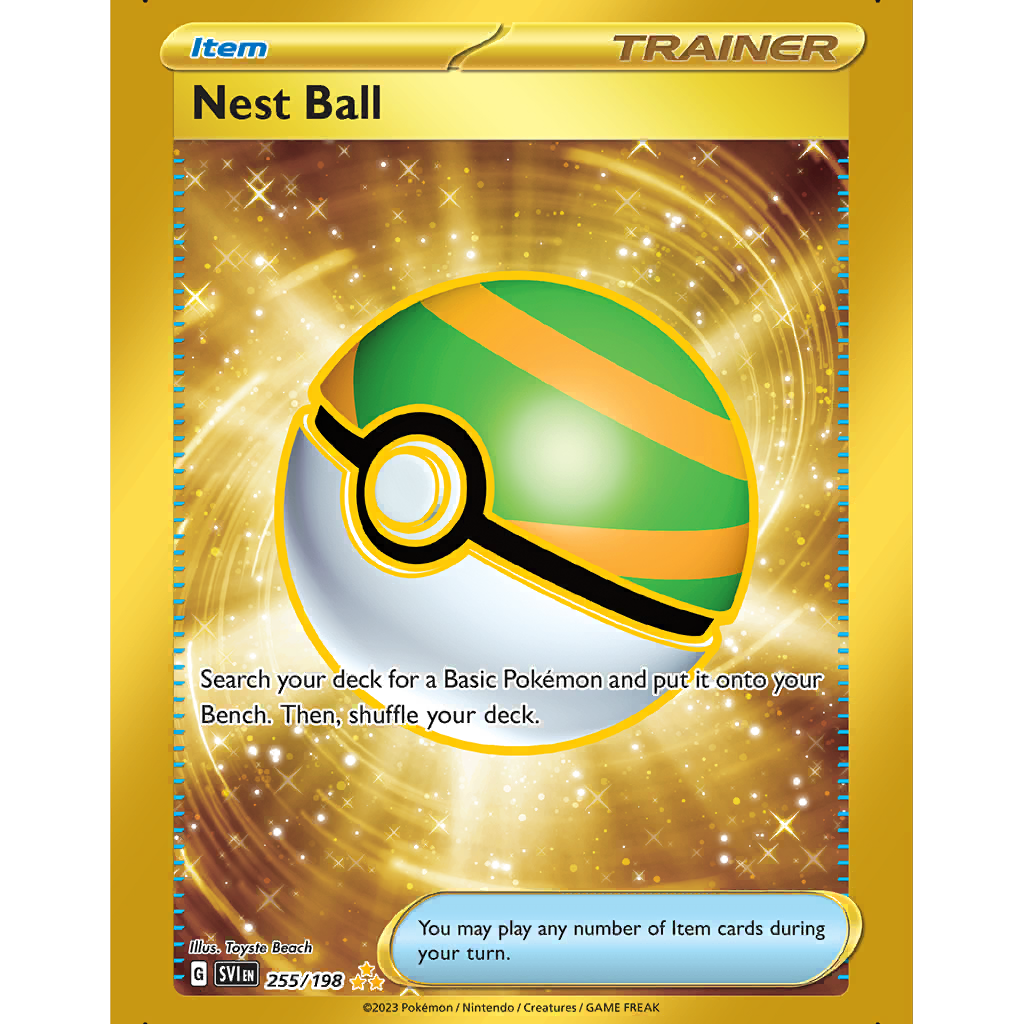 Item
TRAINER
Nest Ball
Search your deck for a Basic Pokémon and put it onto your
Bench. Then, shuffle your deck.
You may play any number of Item cards during
your turn.
Illus. Toyste Beach
G SVI EN 255/198
©2023 Pokémon / Nintendo / Creatures / GAME FREAK